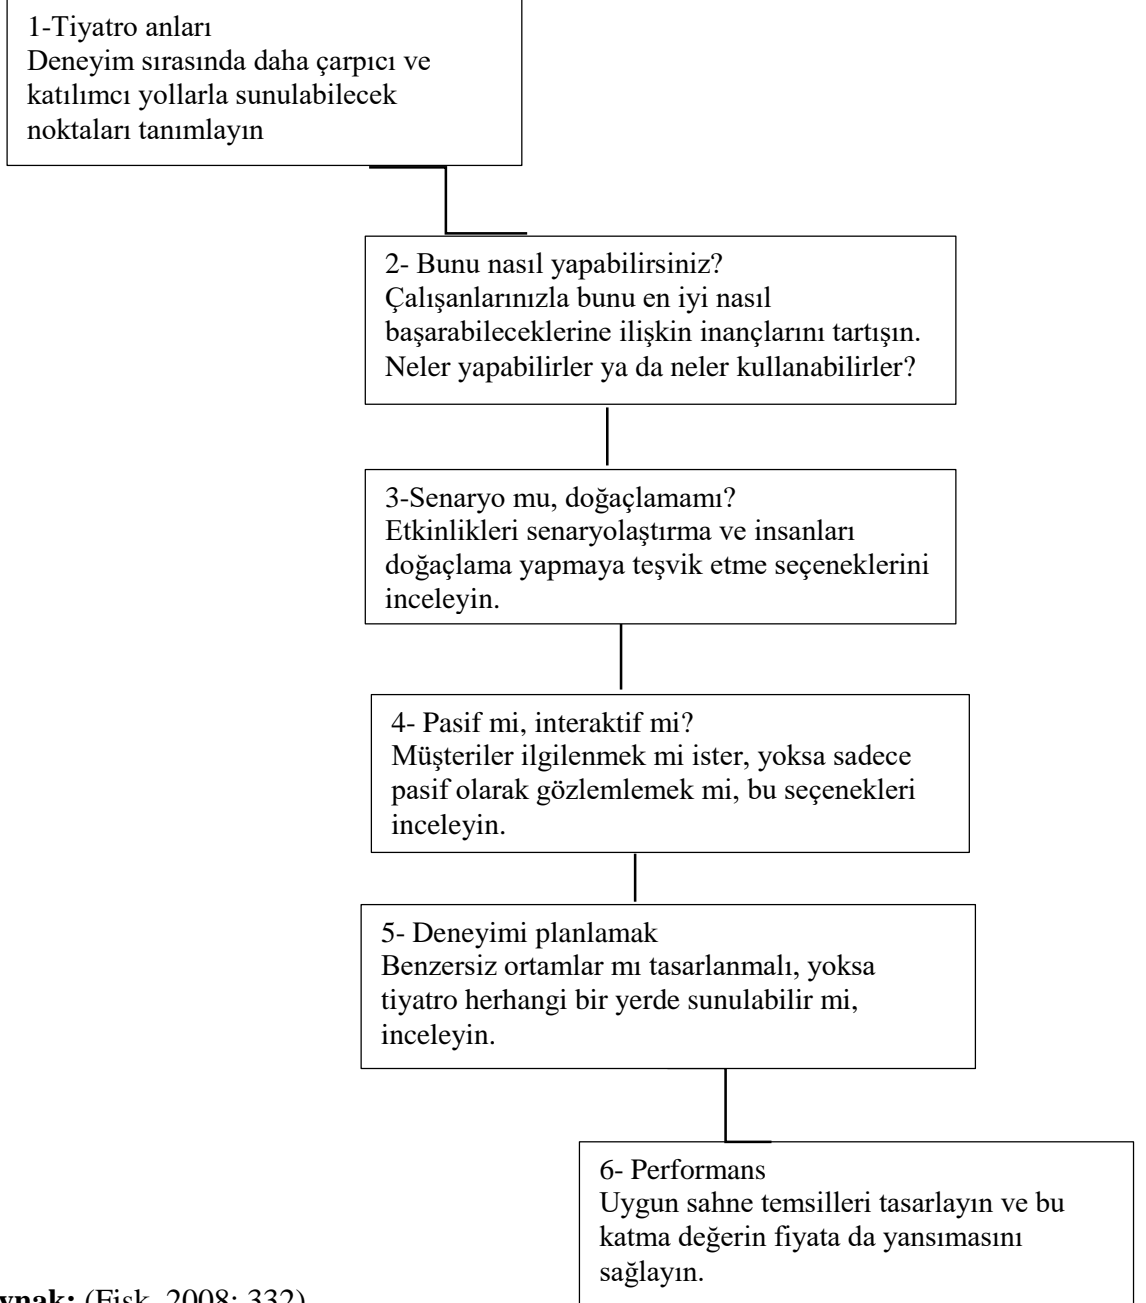 1-Tiyatro anları
Deneyim sırasında daha çarpıcı ve
katılımcı yollarla sunulabilecek
noktaları tanımlayın
2- Bunu nasıl yapabilirsiniz?
Çalışanlarınızla bunu en iyi nasıl
başarabileceklerine ilişkin inançlarını tartışın.
Neler yapabilirler ya da neler kullanabilirler?
3-Senaryo mu, doğaçlamamı?
Etkinlikleri senaryolaştırma ve insanları
doğaçlama yapmaya teşvik etme seçeneklerini
inceleyin.
4- Pasif mi, interaktif mi?
Müşteriler ilgilenmek mi ister, yoksa sadece
pasif olarak gözlemlemek mi, bu seçenekleri
inceleyin.
5- Deneyimi planlamak
Benzersiz ortamlar mı tasarlanmalı, yoksa
tiyatro herhangi bir yerde sunulabilir mi,
inceleyin.
6- Performans
Uygun sahne temsilleri tasarlayın ve bu
katma değerin fiyata da yansımasını
sağlayın.
ynak: (Fisk, 2008: 332)